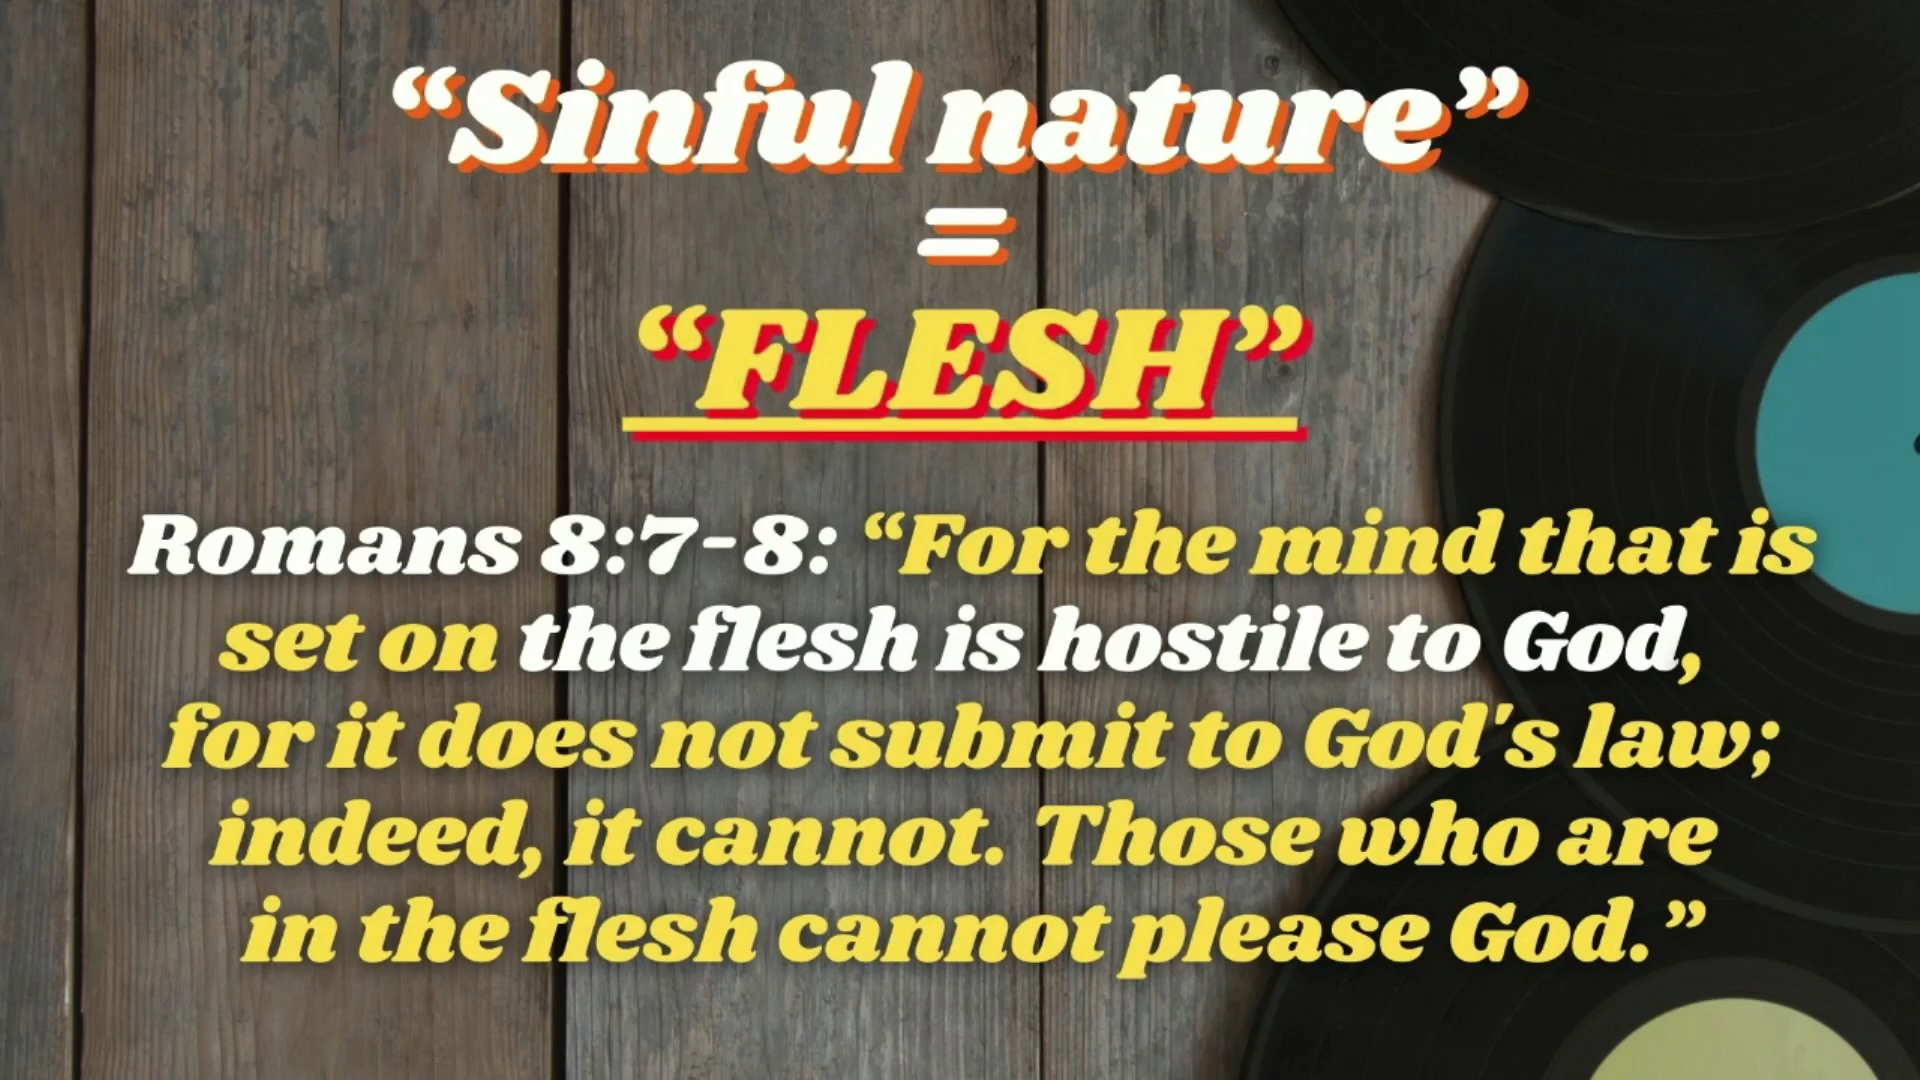 “Sinful nature”
=
“FLESH”
Romans 8:7-8: “For the mind that is
set on the flesh is hostile to God,
for it does not submit to God's law;
indeed, it cannot. Those who are
in the flesh cannot please God.”